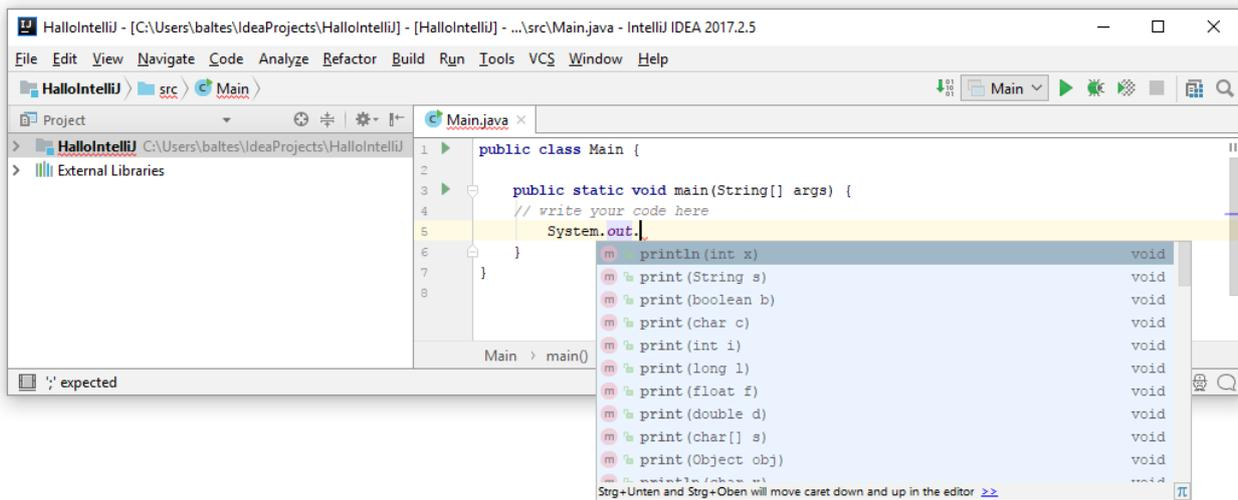 HalloIntelliJ - [C:\Users\baltes\IdeaProjects\HalloIntelliJ] - [HalloIntelliJ] - ...\src\Main.java - IntelliJ IDEA 2017.2.5
File Edit View Navigate Code Analyze Refactor Build Run Tools VCS Window Help
HalloIntelliJ src Main Main
Project
Main.java
HalloIntelliJ C:\Users\baltes\IdeaProjects\HalloIntelliJ
External Libraries
1 public class Main {
2
3 public static void main(String[] args) {
4 // write your code here
5 System.out.
6 }
7 }
8
println(int x) void
print(String s) void
print(boolean b) void
print(char c) void
print(int i) void
print(long l) void
print(float f) void
print(double d) void
print(char[] s) void
print(Object obj) void
println(char x) void
Strg+Unten and Strg+Oben will move caret down and up in the editor >> π
Main > main()
';' expected